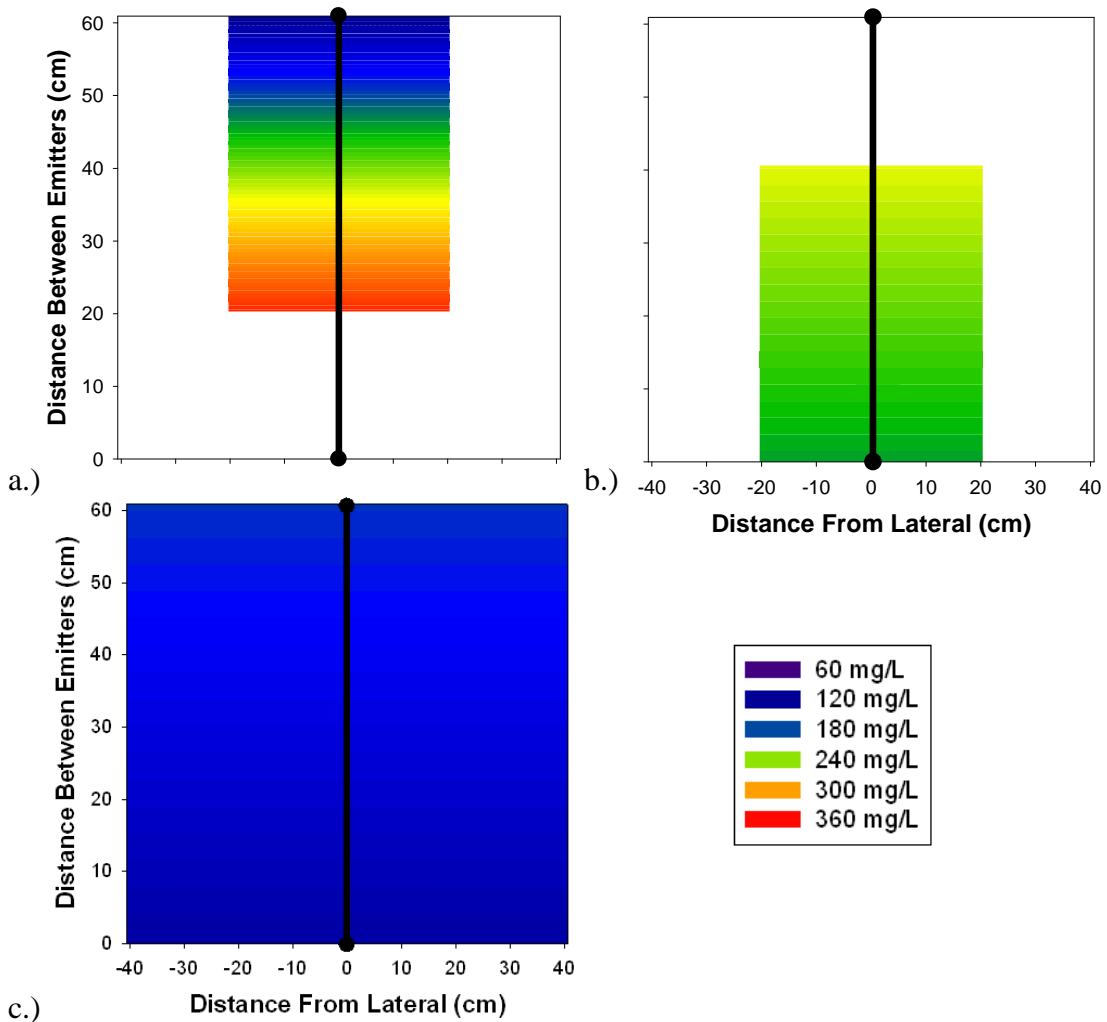 60
50
40
30
20
10
0
Distance Between Emitters (cm)
a.)
-40 -20 -10 0 10 20 40
Distance From Lateral (cm)
b.)
60
50
40
30
20
10
0
Distance Between Emitters (cm)
-40 -30 -20 -10 0 10 20 30 40
Distance From Lateral (cm)
c.)
60 mg/L
120 mg/L
180 mg/L
240 mg/L
300 mg/L
360 mg/L